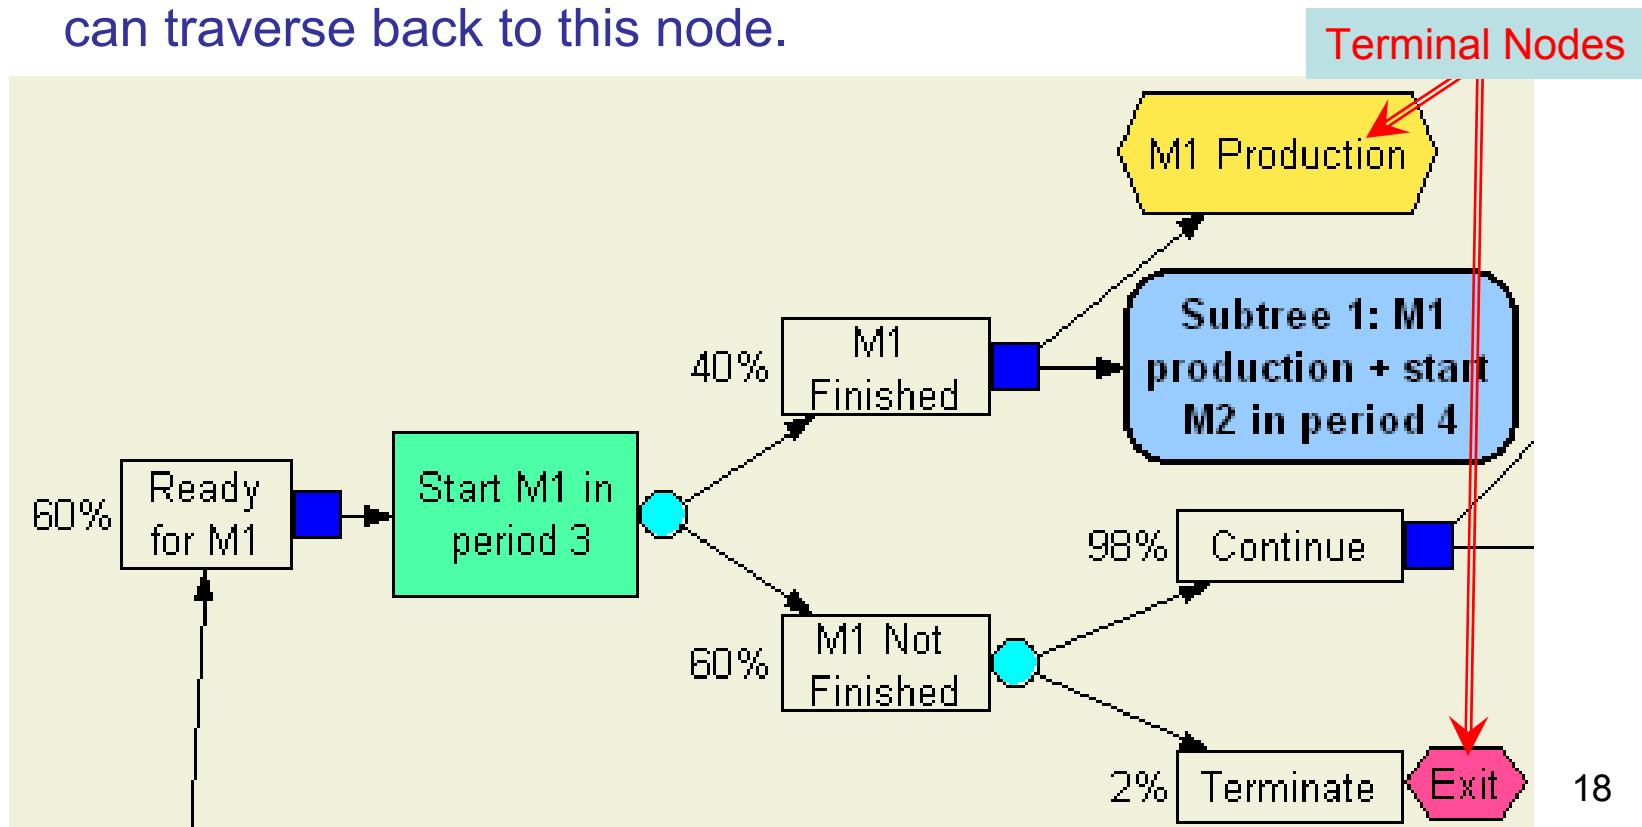 can traverse back to this node.
Terminal Nodes
M1 Production
Subtree 1: M1
production + start
M2 in period 4
40%
M1
Finished
60%
Ready
for M1
Start M1 in
period 3
98%
Continue
60%
M1 Not
Finished
2%
Terminate
Exit
18